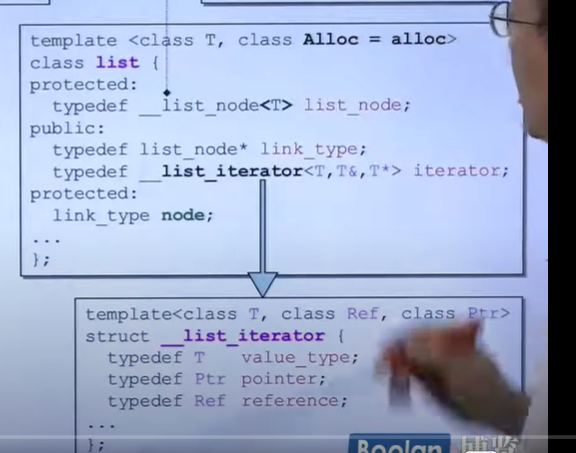 template <class T, class Alloc = alloc>
class list {
protected:
typedef __list_node<T> list_node;
public:
typedef list_node* link_type;
typedef __list_iterator<T,T&,T*> iterator;
protected:
link_type node;
...
};
template<class T, class Ref, class Ptr>
struct __list_iterator {
typedef T value_type;
typedef Ptr pointer;
typedef Ref reference;
...
};
Boolan 博览